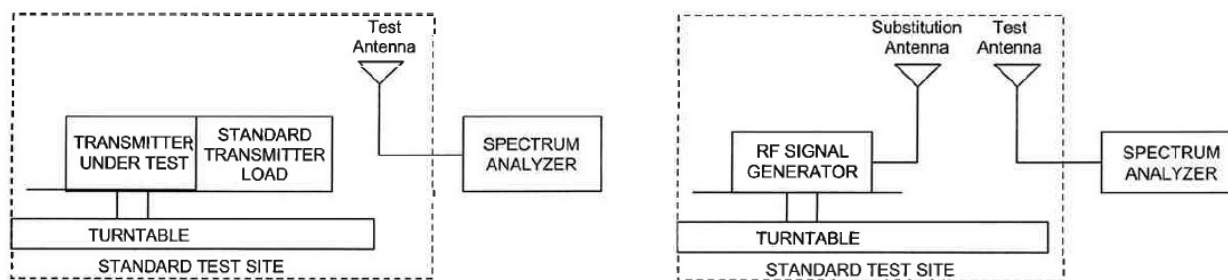 Test
Antenna
TRANSMITTER
UNDER TEST
STANDARD
TRANSMITTER
LOAD
SPECTRUM
ANALYZER
TURNTABLE
STANDARD TEST SITE
Substitution
Antenna
Test
Antenna
RF SIGNAL
GENERATOR
SPECTRUM
ANALYZER
TURNTABLE
STANDARD TEST SITE